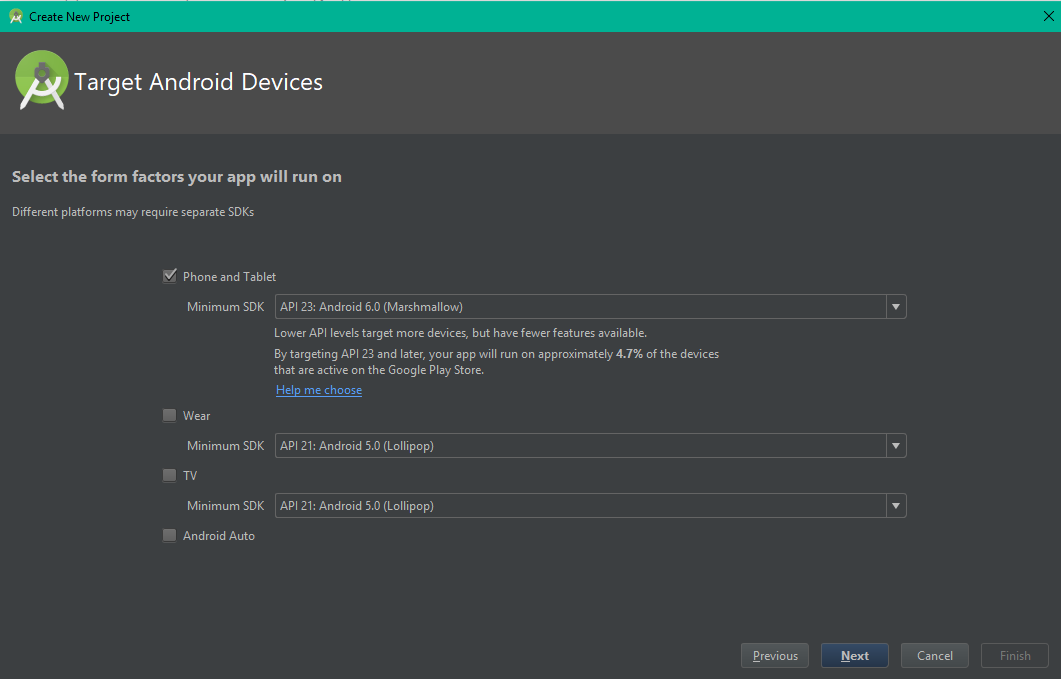 Create New Project
Target Android Devices
Select the form factors your app will run on
Different platforms may require separate SDKs
Phone and Tablet
Minimum SDK API 23: Android 6.0 (Marshmallow)
Lower API levels target more devices, but have fewer features available.
By targeting API 23 and later, your app will run on approximately 4.7% of the devices
that are active on the Google Play Store.
Help me choose
Wear
Minimum SDK API 21: Android 5.0 (Lollipop)
TV
Minimum SDK API 21: Android 5.0 (Lollipop)
Android Auto
Previous Next Cancel Finish